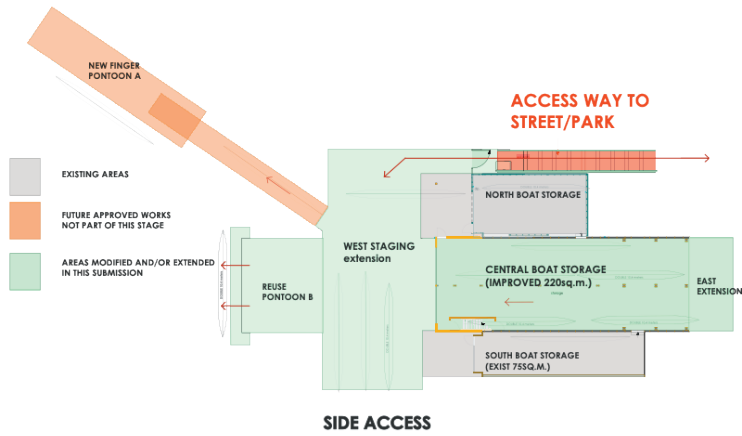 NEW FINGER
PONTOON A
ACCESS WAY TO
STREET/PARK
EXISTING AREAS
FUTURE APPROVED WORKS
NOT PART OF THIS STAGE
AREAS MODIFIED AND/OR EXTENDED
IN THIS SUBMISSION
NORTH BOAT STORAGE
WEST STAGING
extension
REUSE
PONTOON B
CENTRAL BOAT STORAGE
(IMPROVED 220sq.m.)
EAST
EXTENSION
SOUTH BOAT STORAGE
(EXIST 75SQ.M.)
SIDE ACCESS